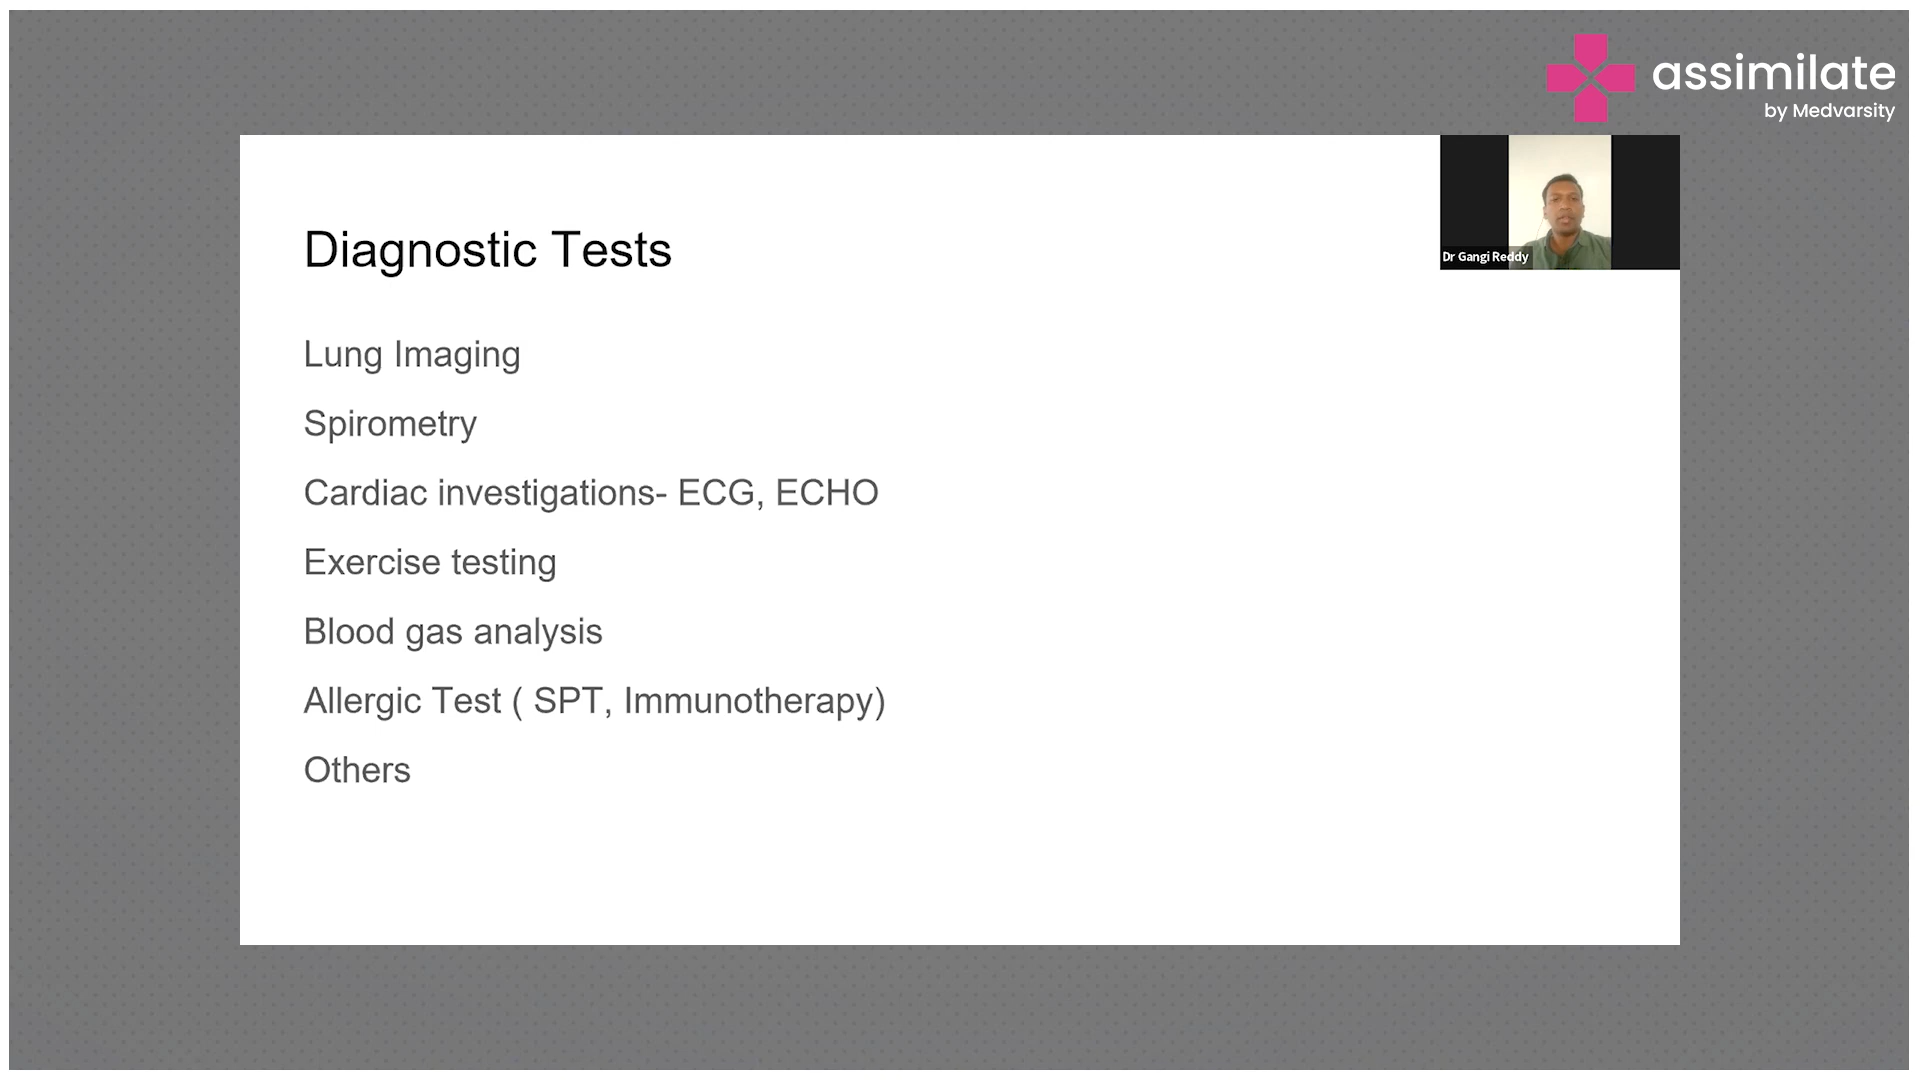 assimilate
by Medvarsity
Dr Gangi Reddy
Diagnostic Tests
Lung Imaging
Spirometry
Cardiac investigations- ECG, ECHO
Exercise testing
Blood gas analysis
Allergic Test ( SPT, Immunotherapy)
Others